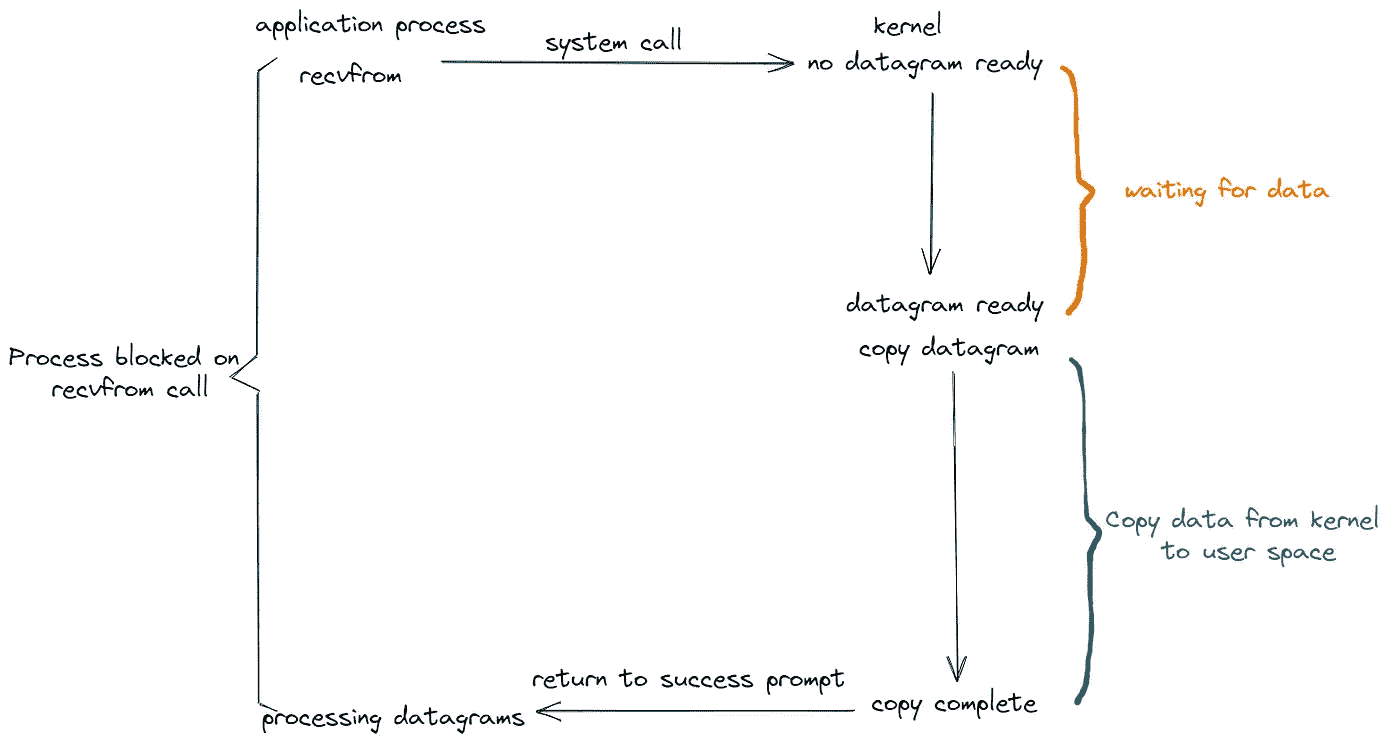 application process
kernel
system call
recvfrom
no datagram ready
waiting for data
datagram ready
copy datagram
Process blocked on
recvfrom call
Copy data from kernel
to user space
return to success prompt
copy complete
processing datagrams